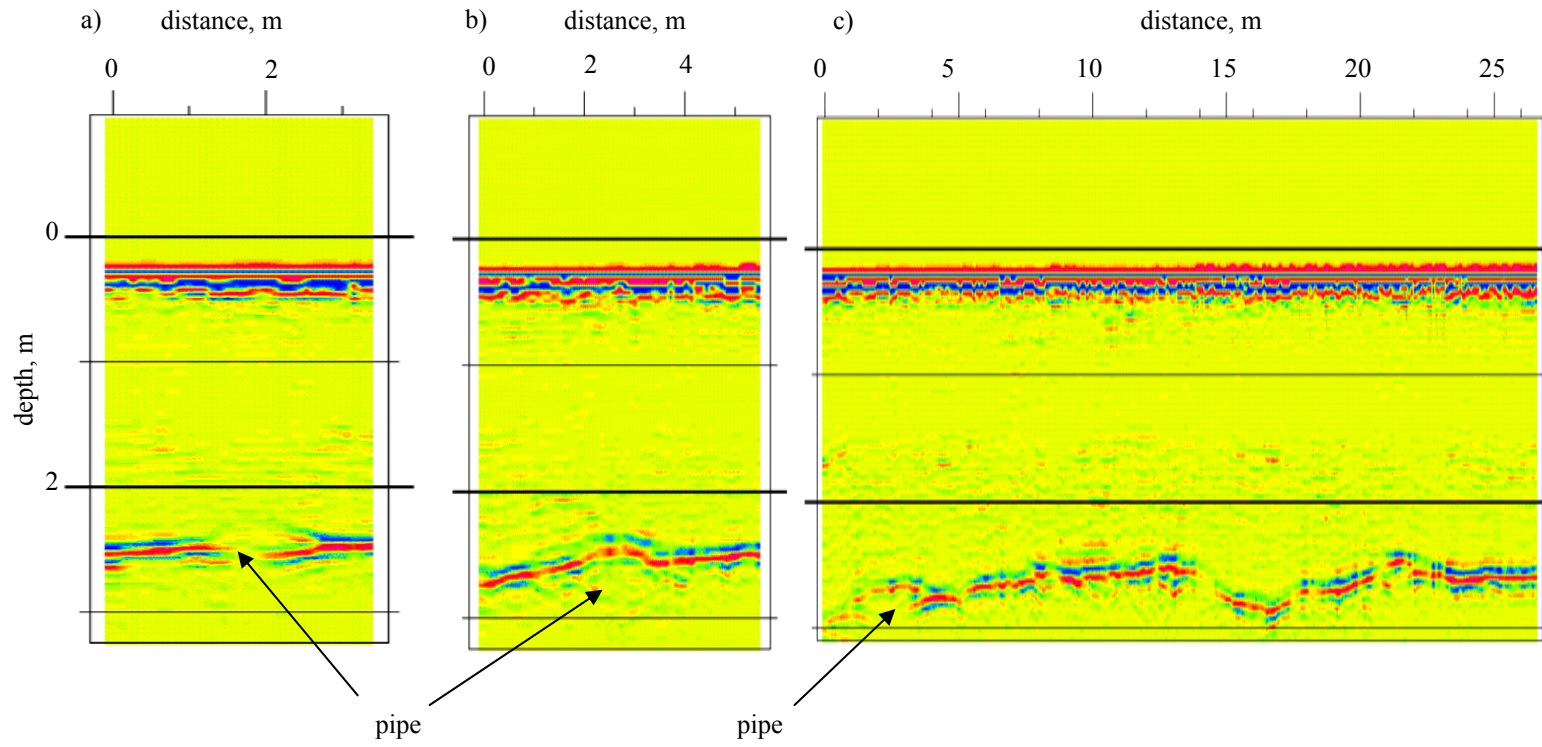 a) distance, m b) distance, m c) distance, m
0 2 0 2 4 0 5 10 15 20 25
0
depth, m
2
pipe pipe